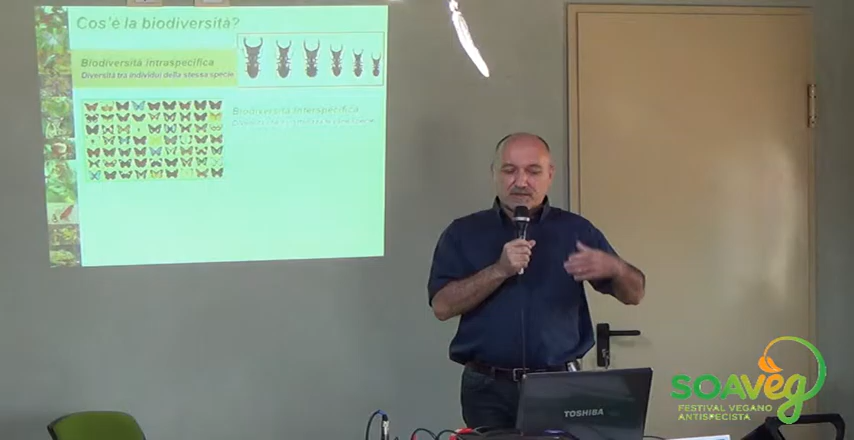 Cos'è la biodiversità?
Biodiversità intraspecifica
Diversità tra individui della stessa specie
Biodiversità interspecifica
TOSHIBA
SOAVEG
FESTIVAL VEGANO
ANTISPECISTA